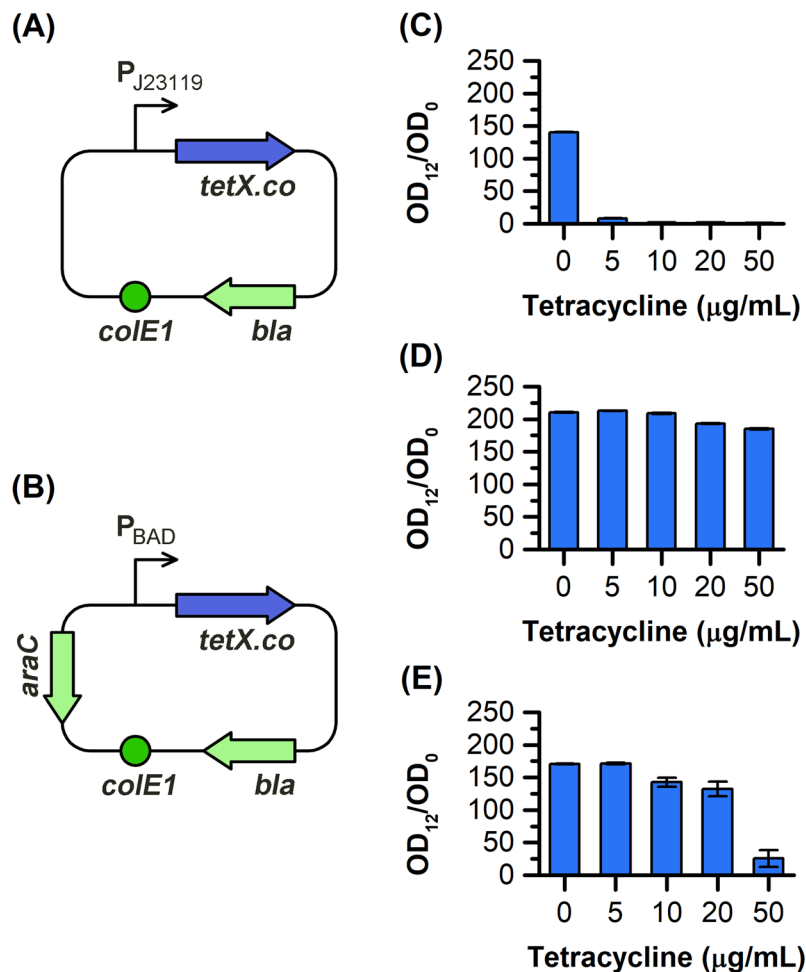 (A)
P_J23119
tetX.co
colE1
bla
(B)
P_BAD
tetX.co
araC
colE1
bla
(C)
OD12/OD0
250
200
150
100
50
0
0 5 10 20 50
Tetracycline (μg/mL)
(D)
OD12/OD0
250
200
150
100
50
0
0 5 10 20 50
Tetracycline (μg/mL)
(E)
OD12/OD0
250
200
150
100
50
0
0 5 10 20 50
Tetracycline (μg/mL)